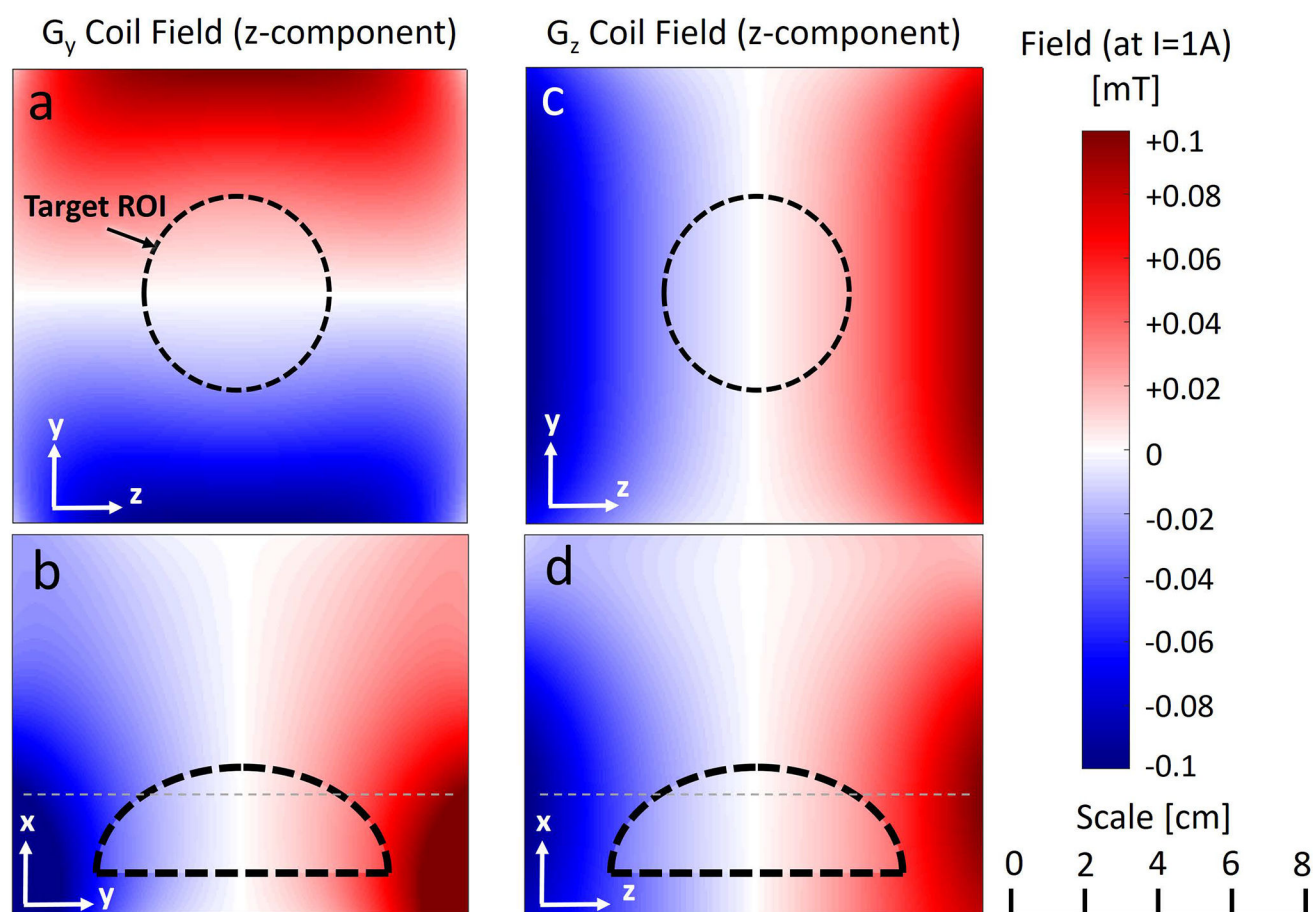 G_y Coil Field (z-component)
G_z Coil Field (z-component)
Field (at I=1A)
[mT]
a
Target ROI
y
z
c
y
z
+0.1
+0.08
+0.06
+0.04
+0.02
0
-0.02
-0.04
-0.06
-0.08
-0.1
b
x
y
d
x
z
Scale [cm]
0 2 4 6 8